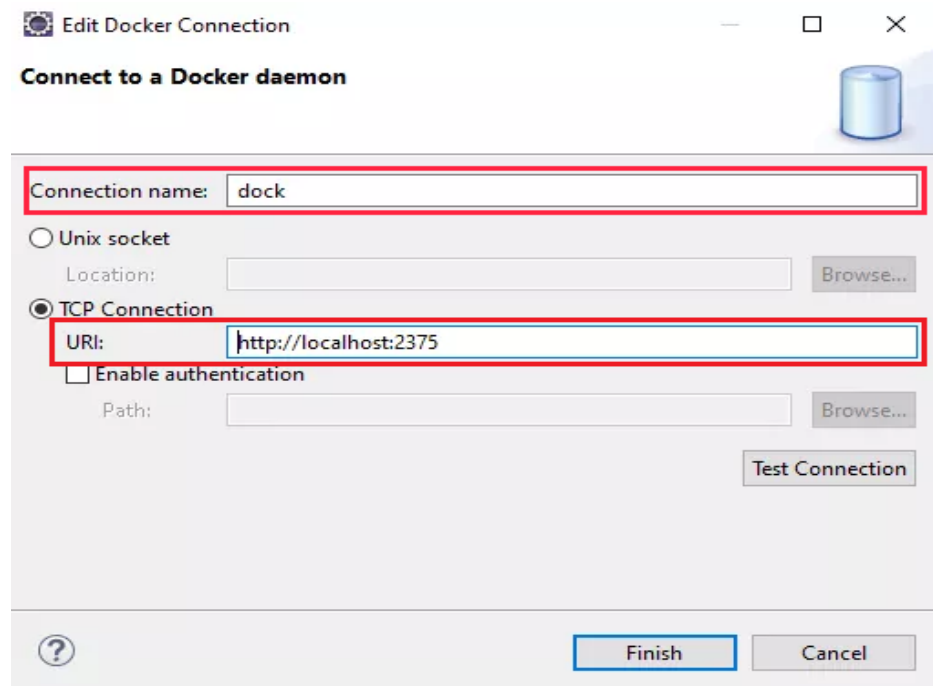 Edit Docker Connection
Connect to a Docker daemon
Connection name: dock
Unix socket
Location: Browse...
TCP Connection
URI: http://localhost:2375
Enable authentication
Path: Browse...
Test Connection
? Finish Cancel